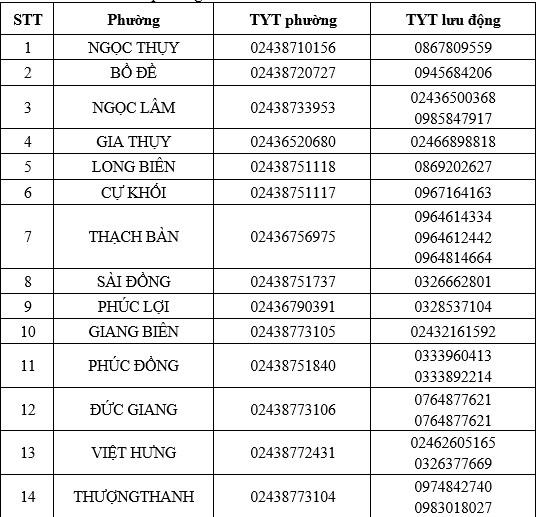 STT Phường TYT phường TYT lưu động
1 NGỌC THỤY 02438710156 0867809559
2 BỒ ĐỀ 02438720727 0945684206
3 NGỌC LÂM 02438733953 02436500368
0985847917
4 GIA THỤY 02436520680 02466898818
5 LONG BIÊN 02438751118 0869202627
6 CỰ KHỐI 02438751117 0967164163
7 THẠCH BÀN 02436756975 0964614334
0964612442
0964814664
8 SÀI ĐỒNG 02438751737 0326662801
9 PHÚC LỢI 02436790391 0328537104
10 GIANG BIÊN 02438773105 02432161592
11 PHÚC ĐỒNG 02438751840 0333960413
0333892214
12 ĐỨC GIANG 02438773106 0764877621
0764877621
13 VIỆT HƯNG 02438772431 02462605165
0326377669
14 THƯỢNGTHANH 02438773104 0974842740
0983018027